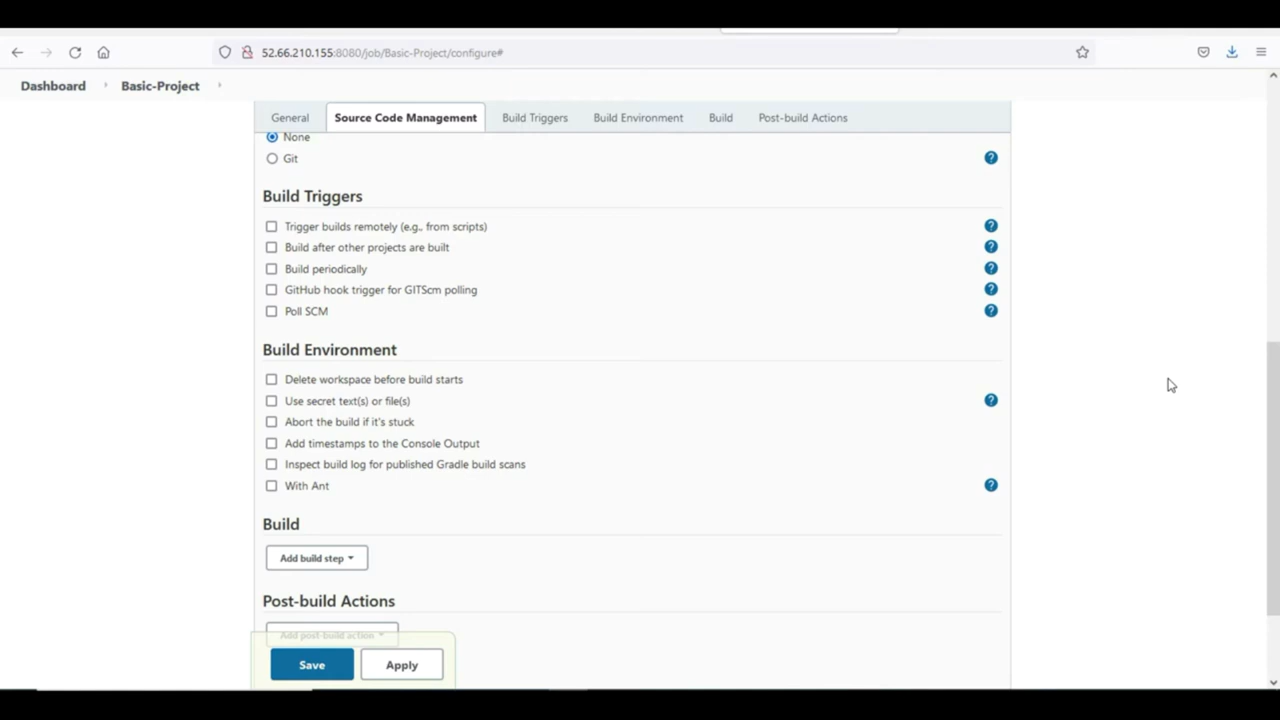 52.66.210.155:8080/job/Basic-Project/configure#
Dashboard Basic-Project
General Source Code Management Build Triggers Build Environment Build Post-build Actions
None
Git
?
Build Triggers
Trigger builds remotely (e.g., from scripts)
?
Build after other projects are built
?
Build periodically
?
GitHub hook trigger for GITScm polling
?
Poll SCM
?
Build Environment
Delete workspace before build starts
Use secret text(s) or file(s)
?
Abort the build if it's stuck
Add timestamps to the Console Output
Inspect build log for published Gradle build scans
With Ant
?
Build
Add build step
Post-build Actions
Add post-build action
Save Apply